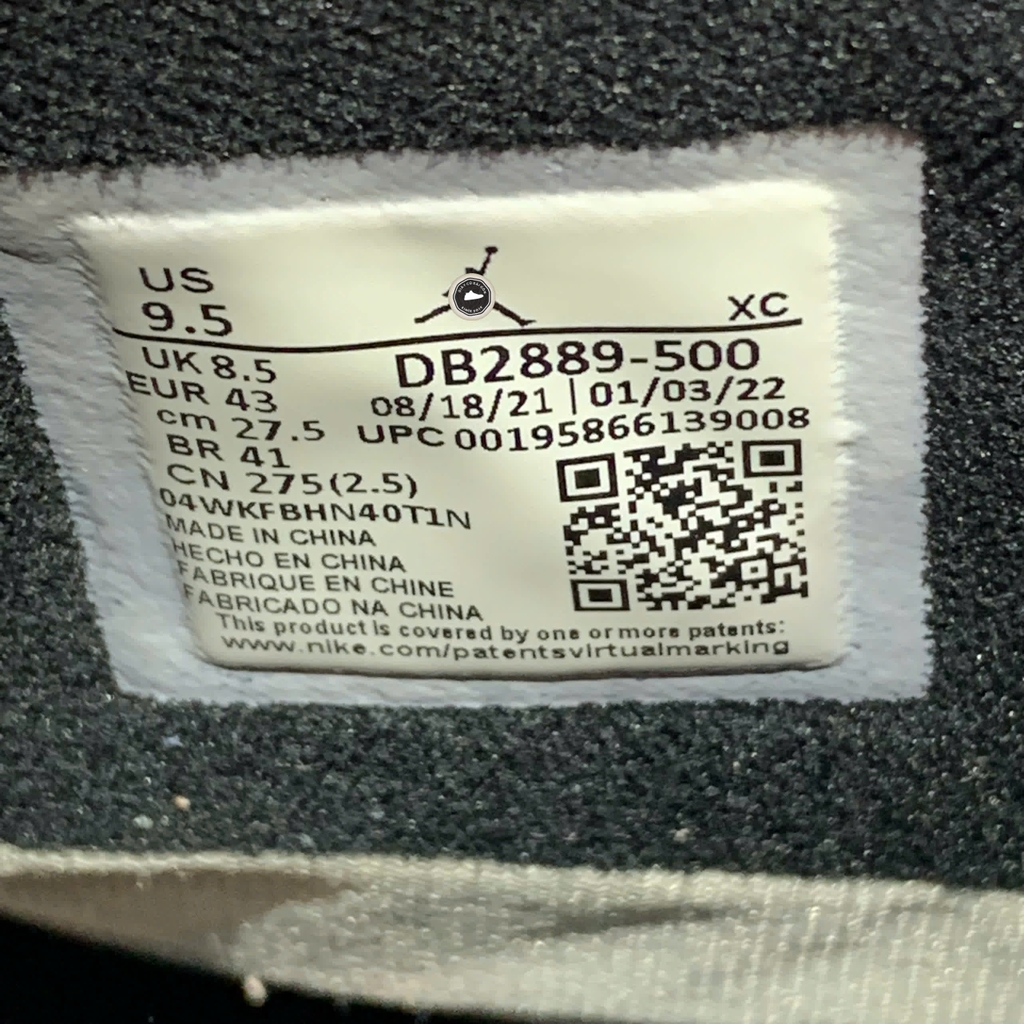 US
9.5
XC
UK 8.5
DB2889-500
EUR 43
08/18/21 | 01/03/22
cm 27.5
UPC 00195866139008
BR 41
CN 275(2.5)
04WKFBHN40T1N
MADE IN CHINA
HECHO EN CHINA
FABRIQUE EN CHINE
FABRICADO NA CHINA
This product is covered by one or more patents:
www.nike.com/patentsvirtualmarking